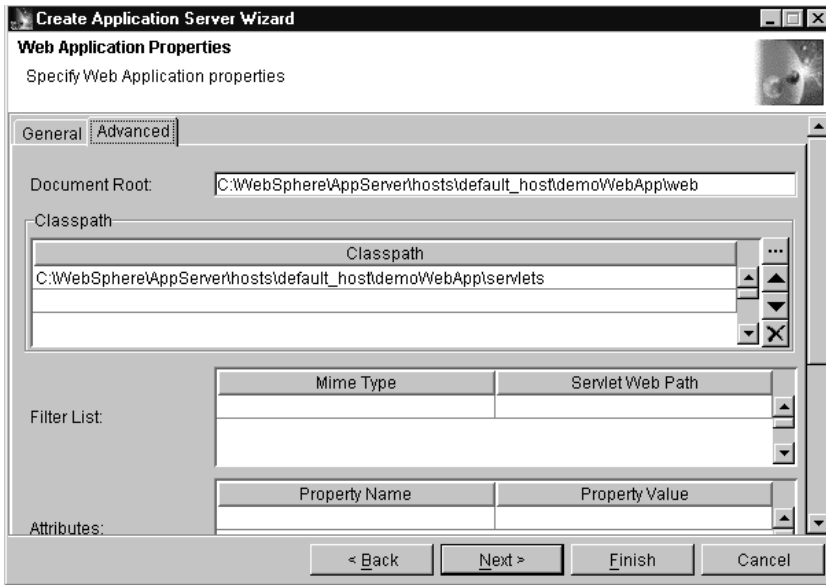 Create Application Server Wizard
Web Application Properties
Specify Web Application properties
General Advanced
Document Root: C:\WebSphere\AppServer\hosts\default_host\demoWebApp\web
Classpath
Classpath
C:\WebSphere\AppServer\hosts\default_host\demoWebApp\servlets
Mime Type Servlet Web Path
Filter List:
Property Name Property Value
Attributes:
< Back Next > Finish Cancel